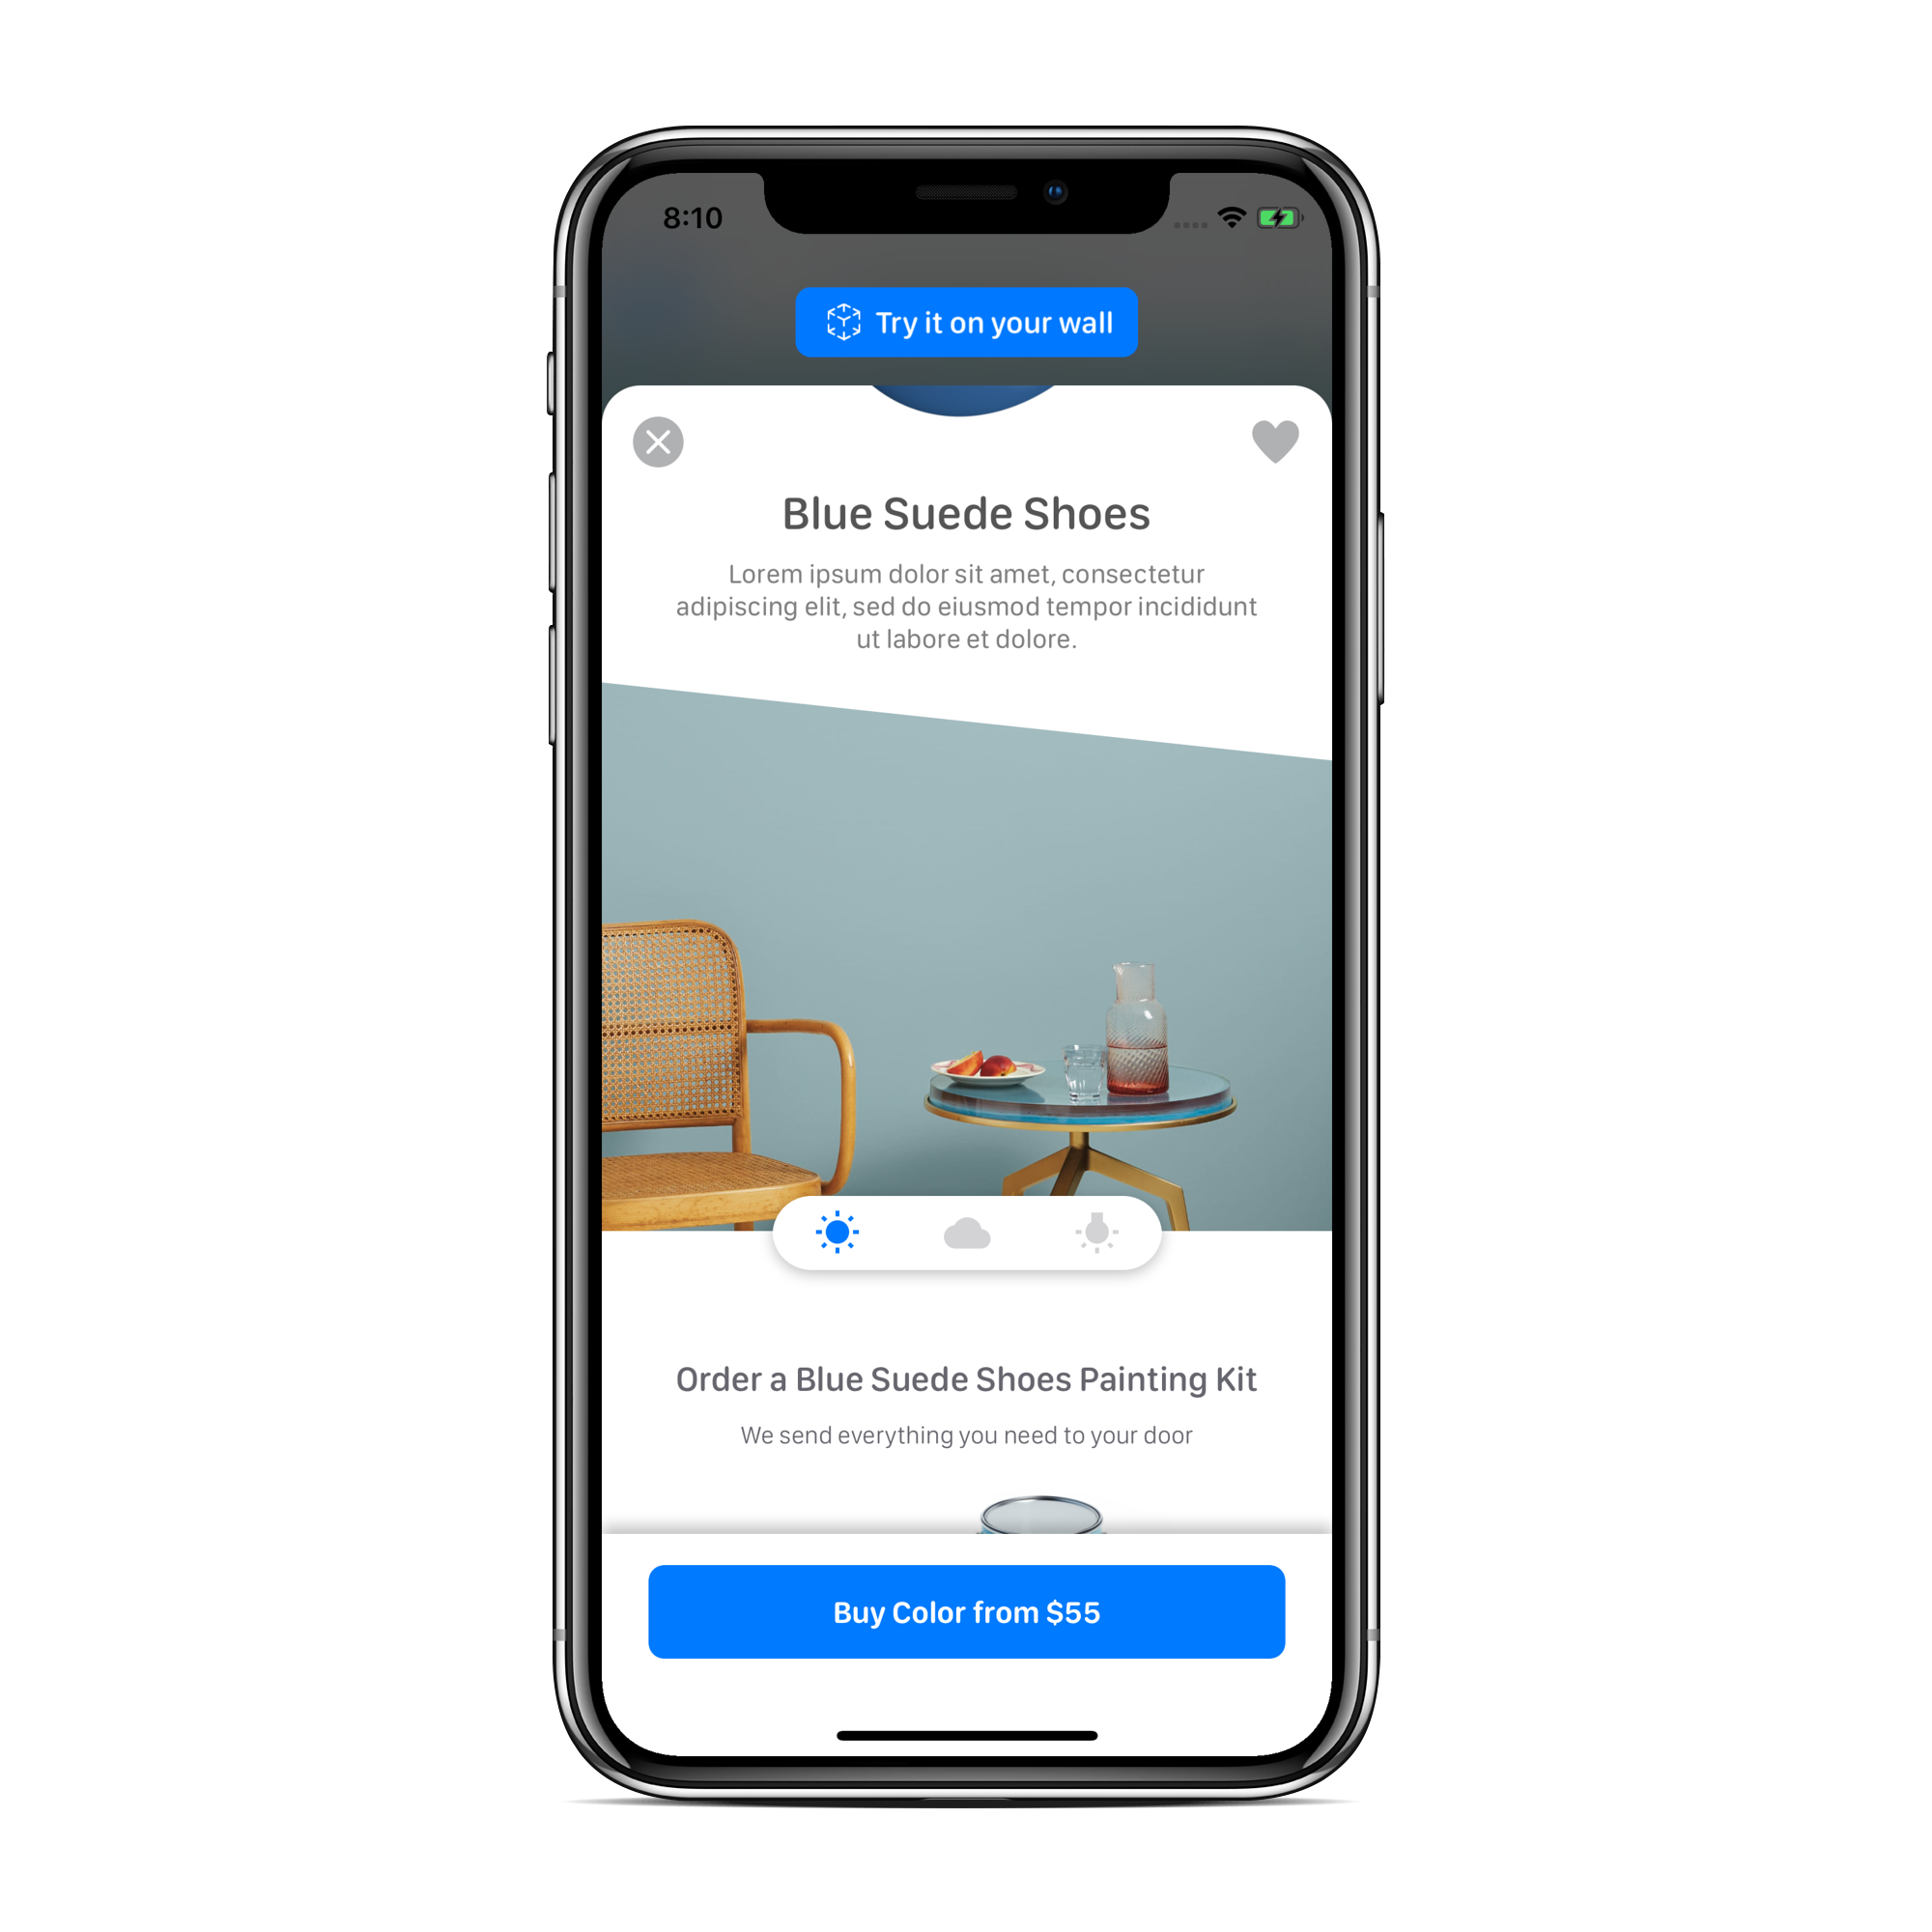 8:10
Try it on your wall
Blue Suede Shoes
Lorem ipsum dolor sit amet, consectetur
adipiscing elit, sed do eiusmod tempor incididunt
ut labore et dolore.
Order a Blue Suede Shoes Painting Kit
We send everything you need to your door
Buy Color from $55